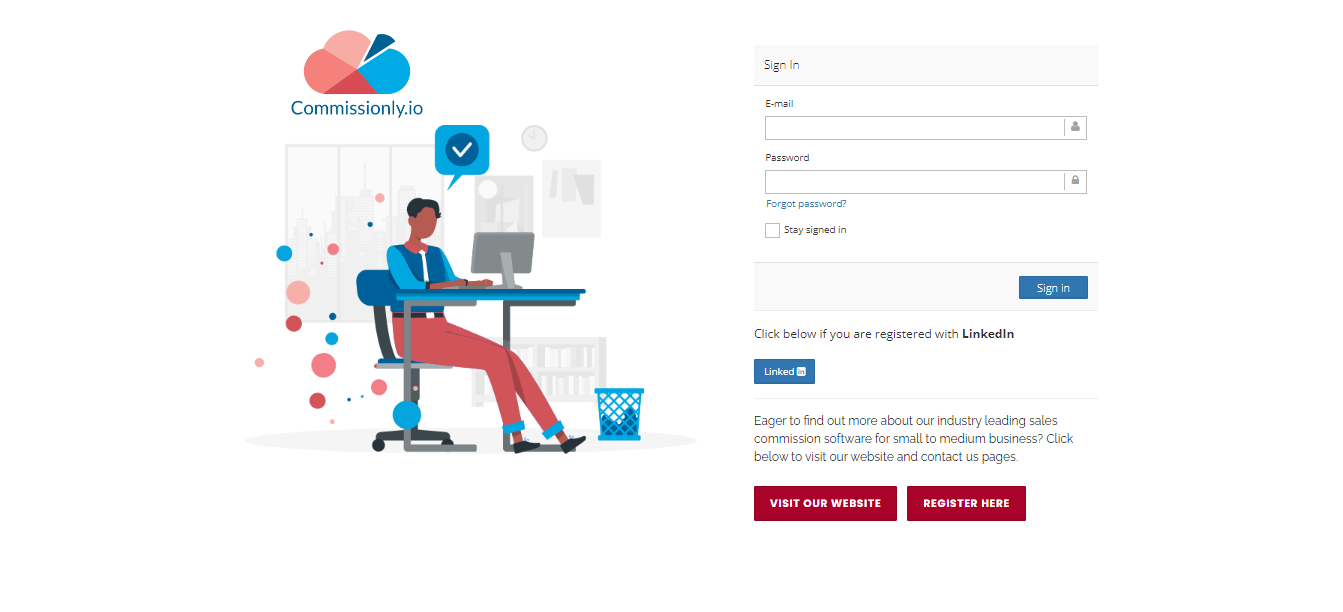 Commissionly.io
Sign In
E-mail
Password
Forgot password?
Stay signed in
Sign in
Click below if you are registered with LinkedIn
Linked in
Eager to find out more about our industry leading sales
commission software for small to medium business? Click
below to visit our website and contact us pages.
VISIT OUR WEBSITE
REGISTER HERE